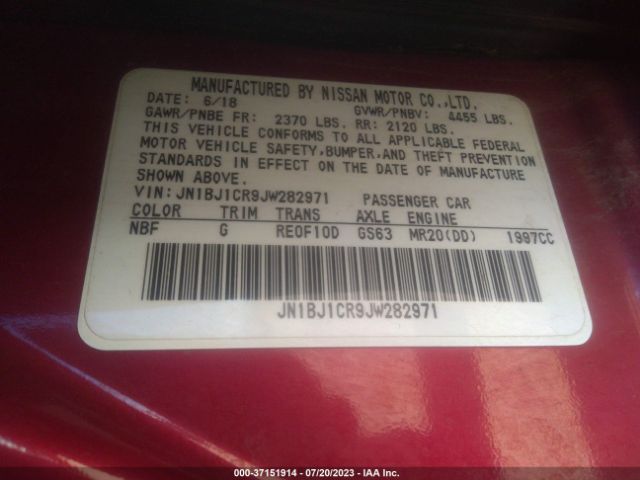 MANUFACTURED BY NISSAN MOTOR CO.,LTD.
DATE: 6/18 GVWR/PNBV: 4455 LBS.
GAWR/PNBE FR: 2370 LBS. RR: 2120 LBS.
THIS VEHICLE CONFORMS TO ALL APPLICABLE FEDERAL
MOTOR VEHICLE SAFETY,BUMPER,AND THEFT PREVENTION
STANDARDS IN EFFECT ON THE DATE OF MANUFACTURE
SHOWN ABOVE.
VIN: JN1BJ1CR9JW282971 PASSENGER CAR
COLOR TRIM TRANS AXLE ENGINE
NBF G RE0F10D GS63 MR20(DD) 1997CC
JN1BJ1CR9JW282971
000-37151914 - 07/20/2023 - IAA Inc.